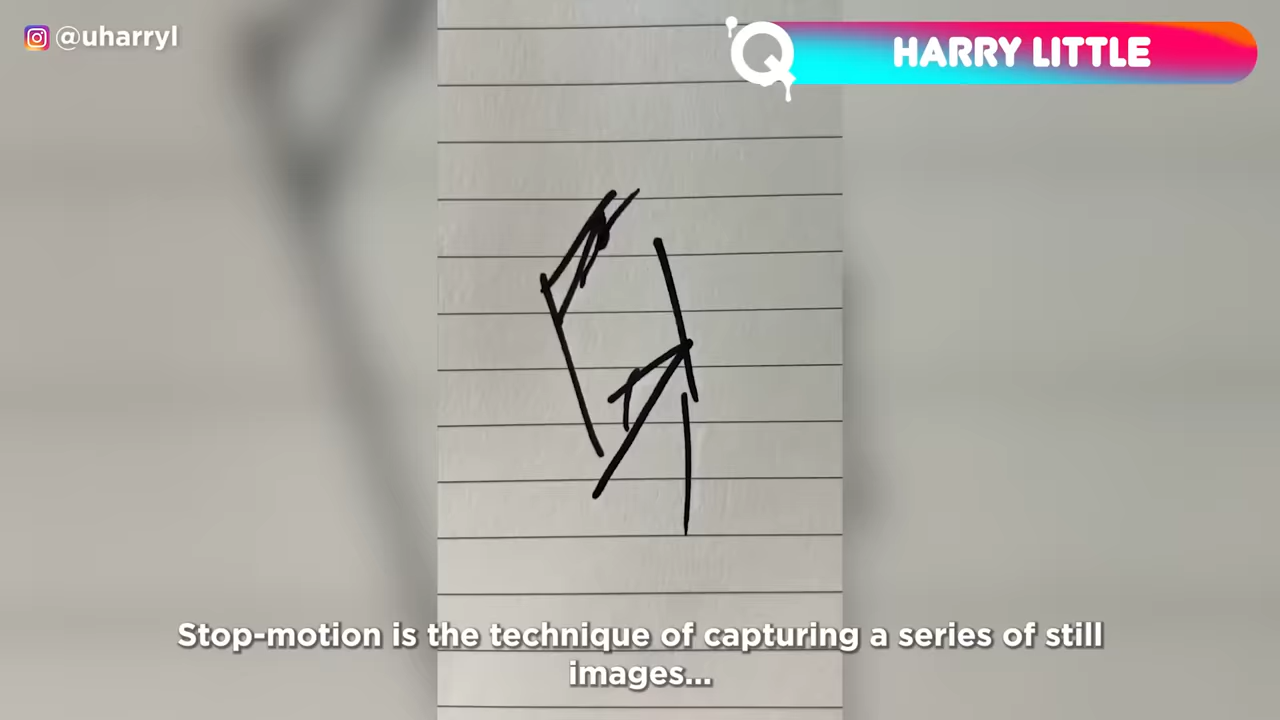 @uharryl
HARRY LITTLE
Stop-motion is the technique of capturing a series of still
images...